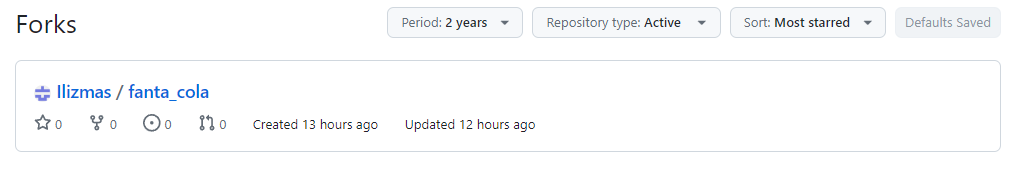 Forks
Period: 2 years
Repository type: Active
Sort: Most starred
Defaults Saved
Ilizmas / fanta_cola
0 0 0 0 Created 13 hours ago Updated 12 hours ago